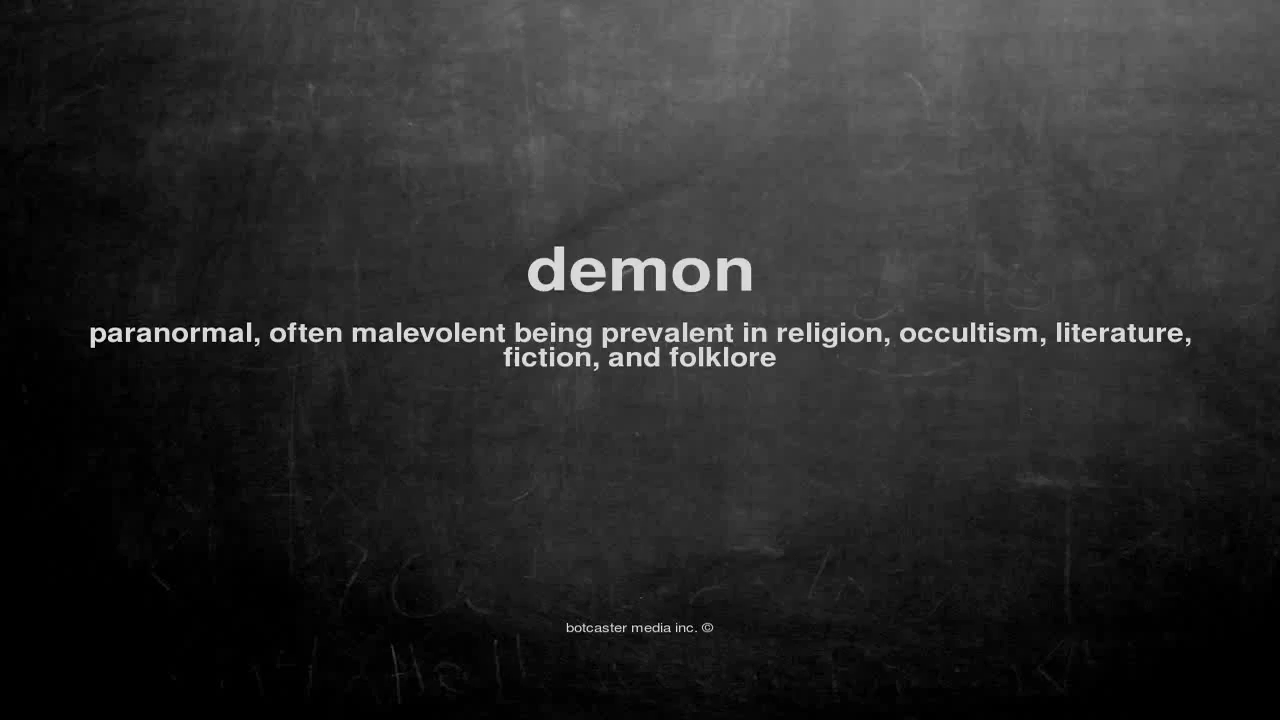 demon
paranormal, often malevolent being prevalent in religion, occultism, literature,
fiction, and folklore
botcaster media inc. ©